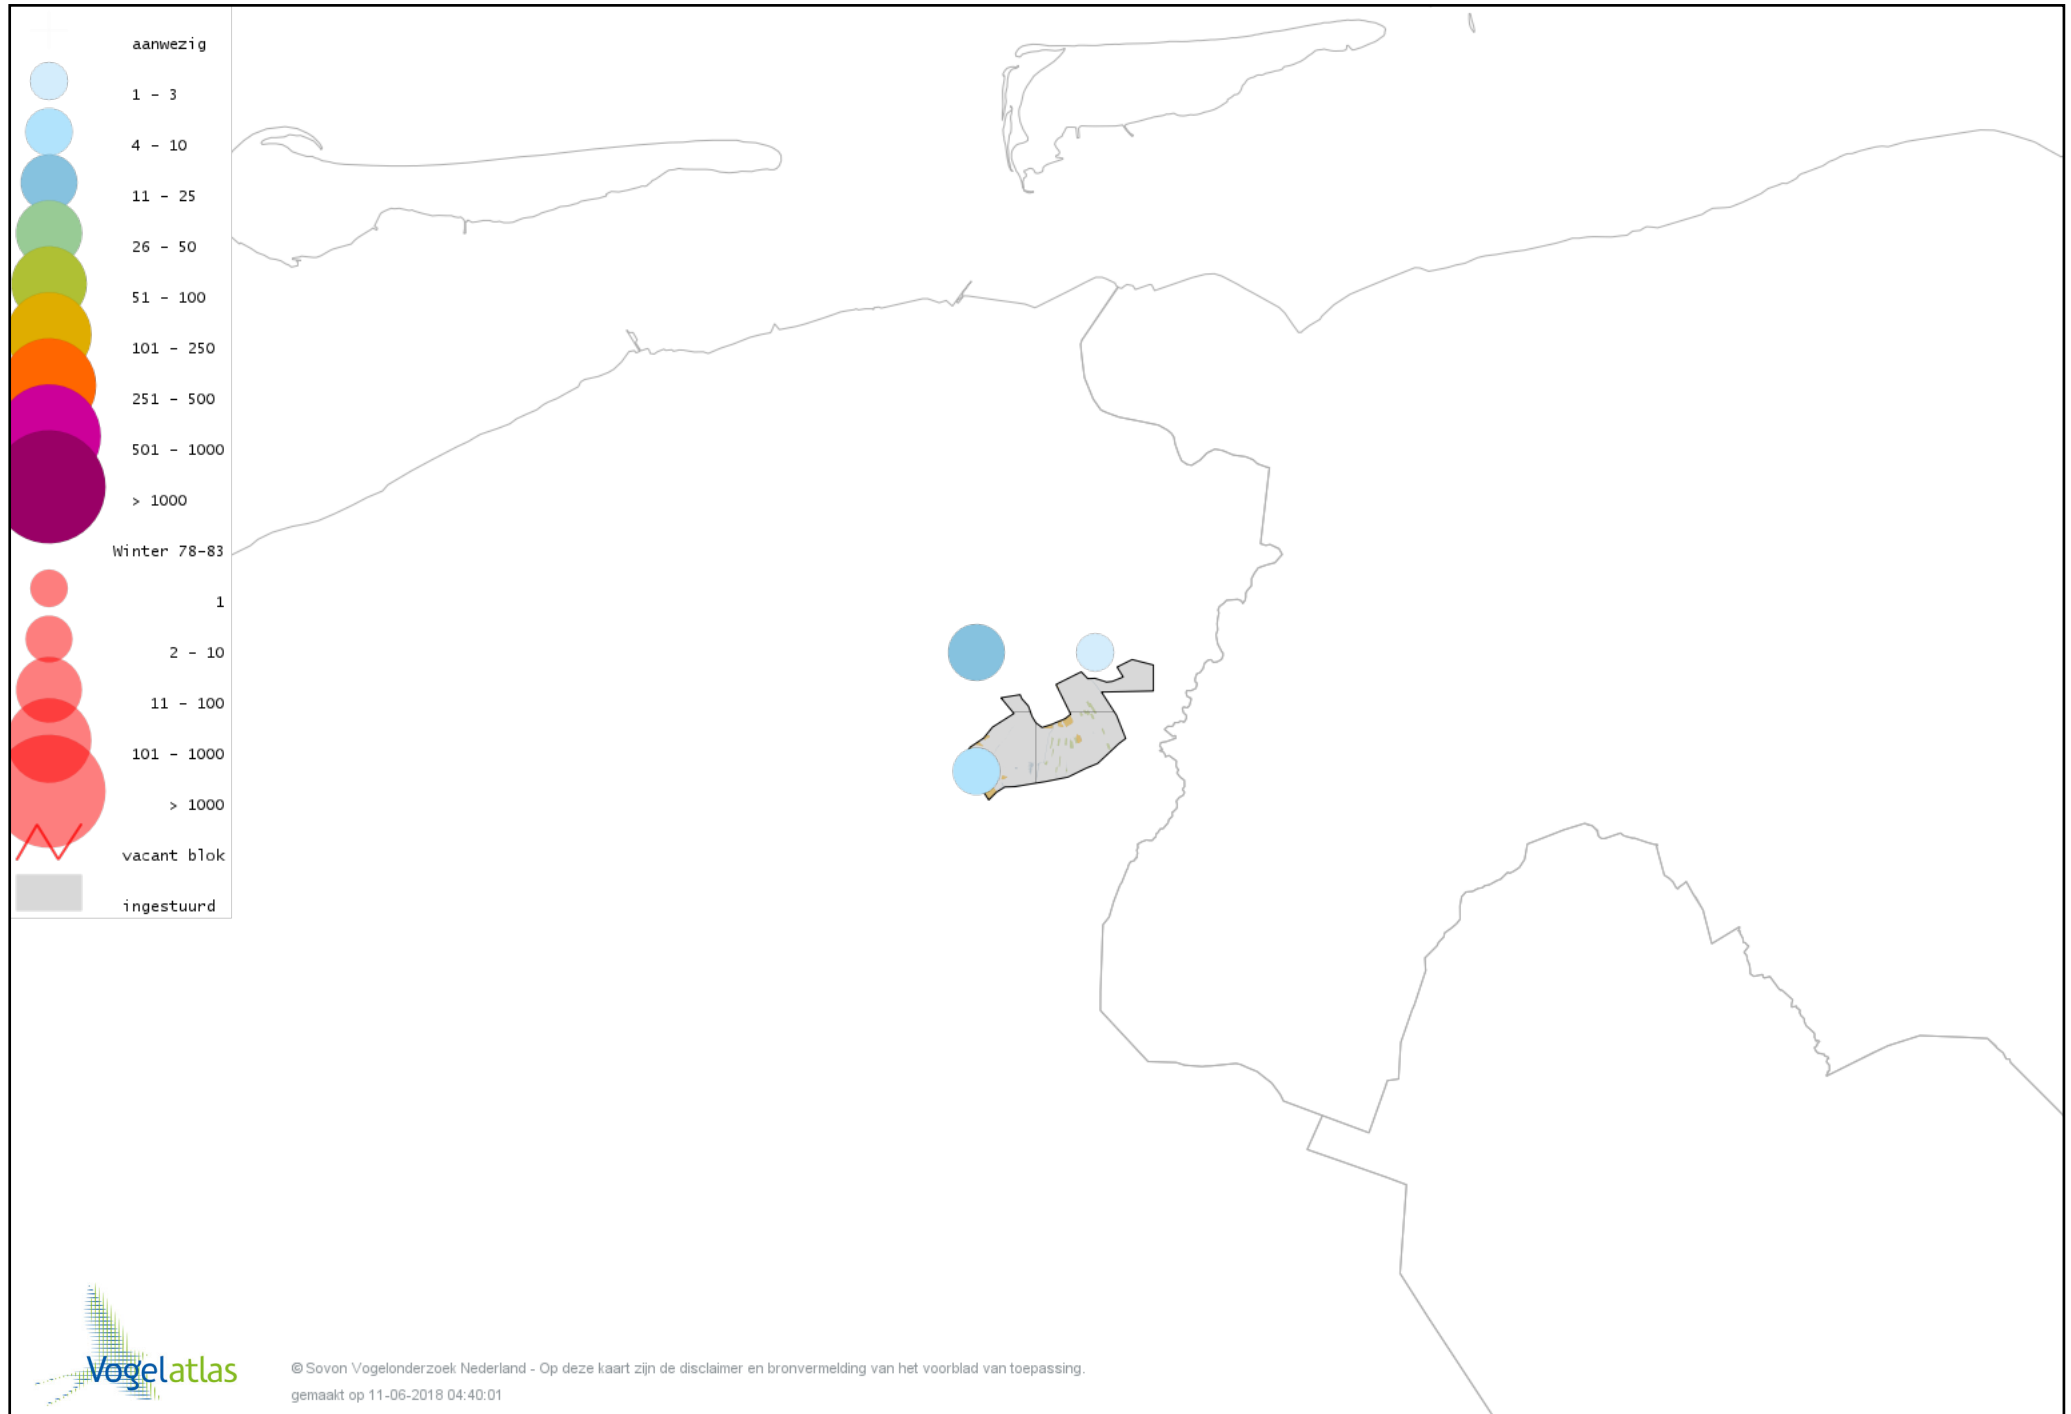 aanwezig
1 - 3
4 - 10
11 - 25
26 - 50
51 - 100
101 - 250
251 - 500
501 - 1000
> 1000
Winter 78-83
1
2 - 10
11 - 100
101 - 1000
> 1000
vacant blok
ingestuurd
Vogelatlas
© Sovon Vogelonderzoek Nederland - Op deze kaart zijn de disclaimer en bronvermelding van het voorblad van toepassing.
gemaakt op 11-06-2018 04:40:01